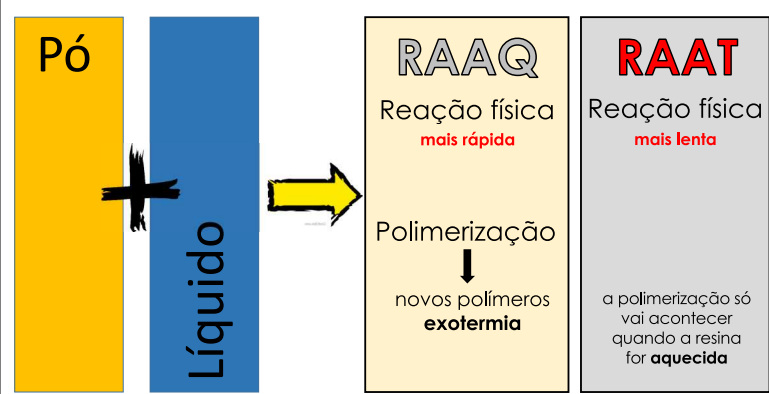 Pó
Líquido
RAAQ
Reação física
mais rápida
Polimerização
novos polímeros
exotermia
RAAT
Reação física
mais lenta
a polimerização só
vai acontecer
quando a resina
for aquecida